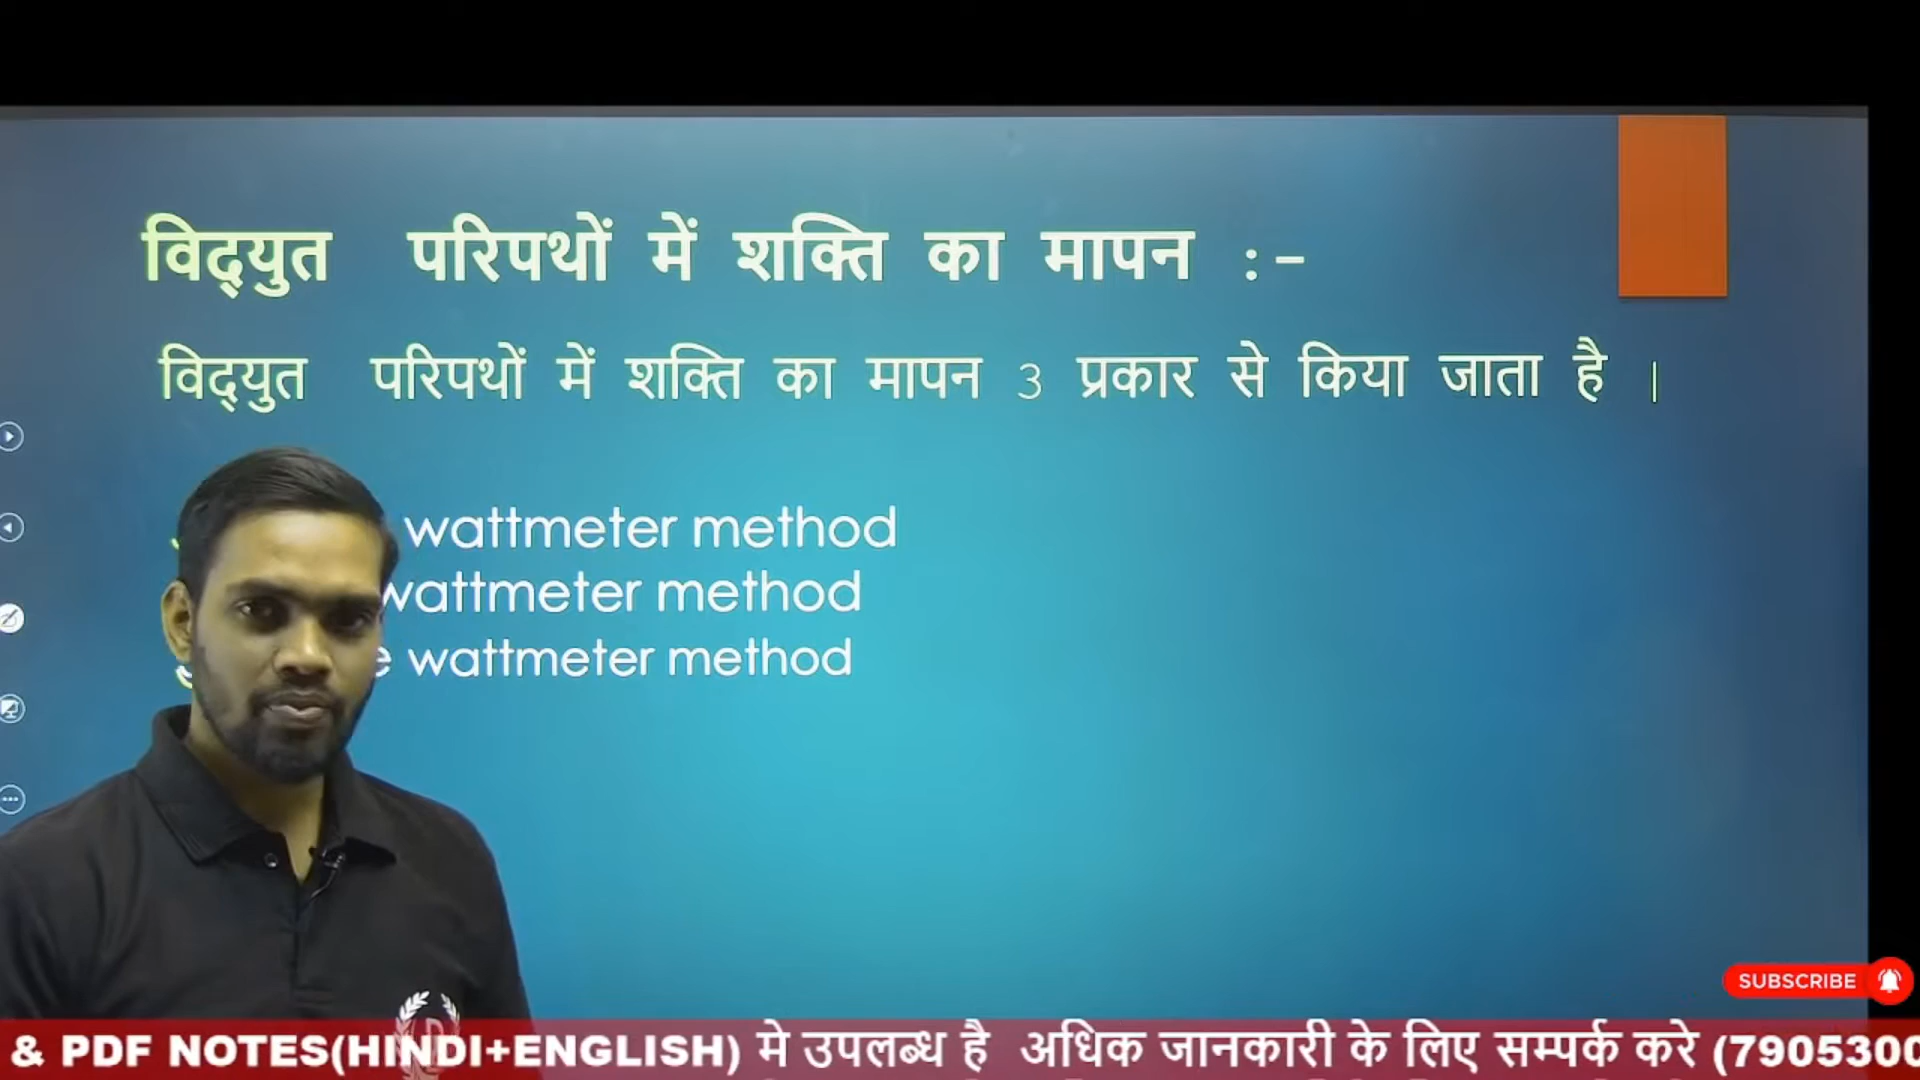 विद्युत परिपथों में शक्ति का मापन :-
विद्युत परिपथों में शक्ति का मापन 3 प्रकार से किया जाता है |
wattmeter method
wattmeter method
wattmeter method
SUBSCRIBE
& PDF NOTES(HINDI+ENGLISH) मे उपलब्ध है अधिक जानकारी के लिए सम्पर्क करे (7905300